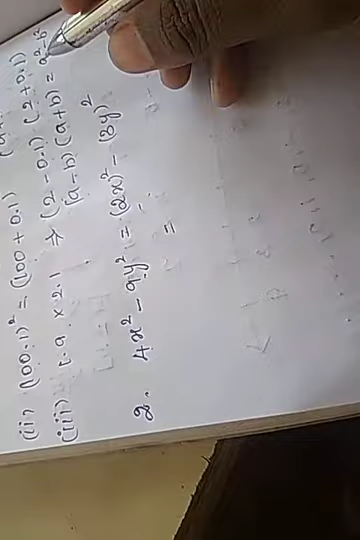 (ii) (100.1)² = (100 + 0.1)
(iii) 1.9 × 2.1 ⇒ (2 - 0.1) (2 + 0.1)
(a - b) (a + b) = a² - b²
2. 4x² - 9y² = (2x)² - (3y)²
=